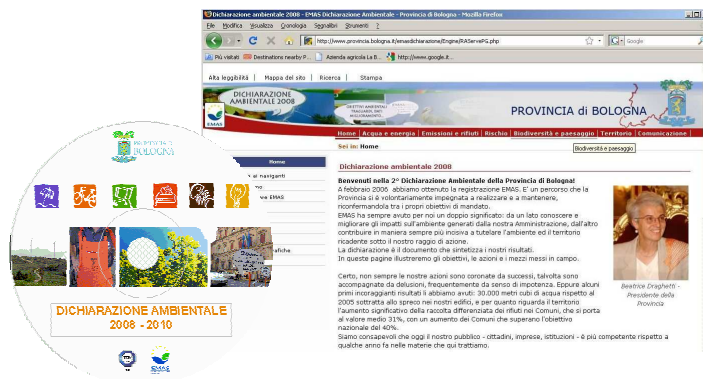 Dichiarazione ambientale 2008 - EMAS Dichiarazione Ambientale - Provincia di Bologna - Mozilla Firefox
File Modifica Visualizza Cronologia Segnalibri Strumenti ?
http://www.provincia.bologna.it/emasdichiarazione/Engine/RAServePG.php
Google
Più visitati Destinations nearby P... Azienda agricola La B... http://www.google.it...
Alta leggibilità | Mappa del sito | Ricerca | Stampa
DICHIARAZIONE
AMBIENTALE 2008
OBIETTIVI AMBIENTALI
TRAGUARDI, DATI
MIGLIORAMENTO...
EMAS
PROVINCIA di BOLOGNA
Home | Acqua e energia | Emissioni e rifiuti | Rischio | Biodiversità e paesaggio | Territorio | Comunicazione |
Sei in: Home
Biodiversità e paesaggio
Home
ai naviganti
mo
we EMAS
afiche
Dichiarazione ambientale 2008
Benvenuti nella 2° Dichiarazione Ambientale della Provincia di Bologna!
A febbraio 2006 abbiamo ottenuto la registrazione EMAS. E' un percorso che la
Provincia si è volontariamente impegnata a realizzare e a mantenere,
riconfermandola tra i propri obiettivi di mandato.
EMAS ha sempre avuto per noi un doppio significato: da un lato conoscere e
migliorare gli impatti sull'ambiente generati dalla nostra Amministrazione, dall'altro
contribuire in maniera sempre più incisiva a tutelare l'ambiente ed il territorio
ricadente sotto il nostro raggio di azione.
La dichiarazione è il documento che sintetizza i nostri risultati.
In queste pagine illustreremo gli obiettivi, le azioni e i mezzi messi in campo.
Certo, non sempre le nostre azioni sono coronate da successi, talvolta sono
accompagnate da delusioni, frequentemente da senso di impotenza. Eppure alcuni
primi incoraggianti risultati li abbiamo avuti: 30.000 metri cubi di acqua rispetto al
2005 sottratta allo spreco nei nostri edifici, e per quanto riguarda il territorio
l'aumento significativo della raccolta differenziata dei rifiuti nei Comuni, che si porta
al valore medio 31%, con un aumento dei Comuni che superano l'obiettivo
nazionale del 40%.
Siamo consapevoli che oggi il nostro pubblico - cittadini, imprese, istituzioni - è più competente rispetto a
qualche anno fa nelle materie che qui trattiamo.
Beatrice Draghetti -
Presidente della
Provincia
PROVINCIA DI
BOLOGNA
DICHIARAZIONE AMBIENTALE
2008 - 2010
EMAS